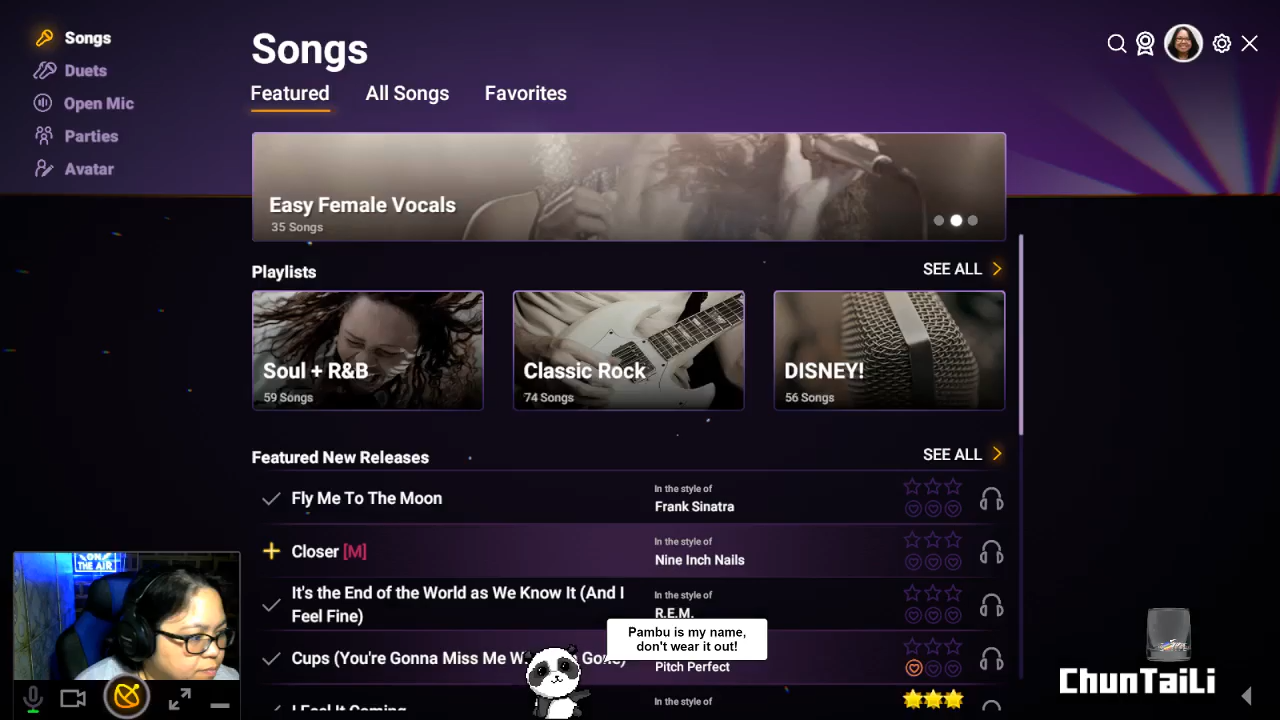 Songs
Duets
Open Mic
Parties
Avatar
Songs
Featured
All Songs
Favorites
Easy Female Vocals
35 Songs
Playlists
SEE ALL
Soul + R&B
59 Songs
Classic Rock
74 Songs
DISNEY!
56 Songs
Featured New Releases
SEE ALL
Fly Me To The Moon
In the style of
Frank Sinatra
Closer [M]
In the style of
Nine Inch Nails
It's the End of the World as We Know It (And I
Feel Fine)
In the style of
R.E.M.
Cups (You're Gonna Miss Me W Gone)
Pitch Perfect
I Feel It Coming
In the style of
Pambu is my name,
don't wear it out!
ON
THE AIR
ChunTaiLi